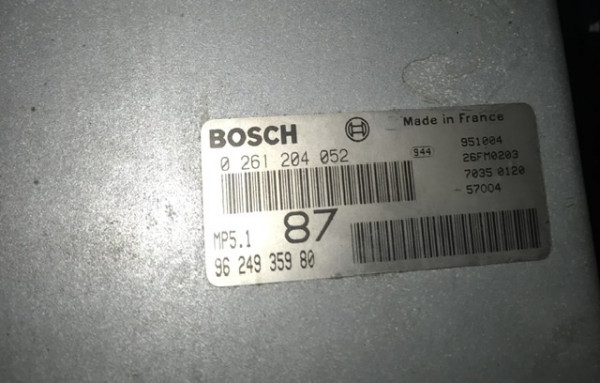 BOSCH
Made in France
0 261 204 052
944
951004
26FM0203
7035 0120
57004
MP5.1
87
96 249 359 80